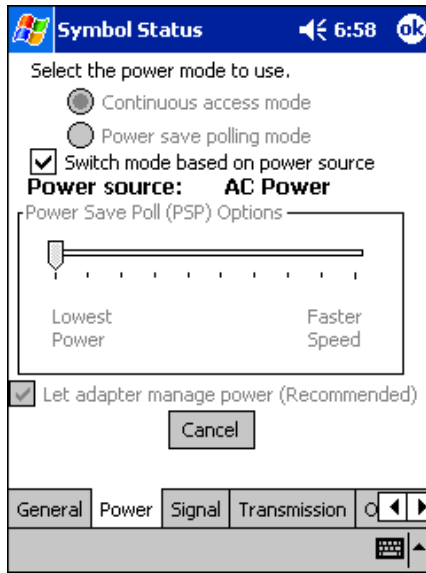 Symbol Status 6:58 ok
Select the power mode to use.
Continuous access mode
Power save polling mode
Switch mode based on power source
Power source: AC Power
Power Save Poll (PSP) Options
Lowest Faster
Power Speed
Let adapter manage power (Recommended)
Cancel
General Power Signal Transmission O